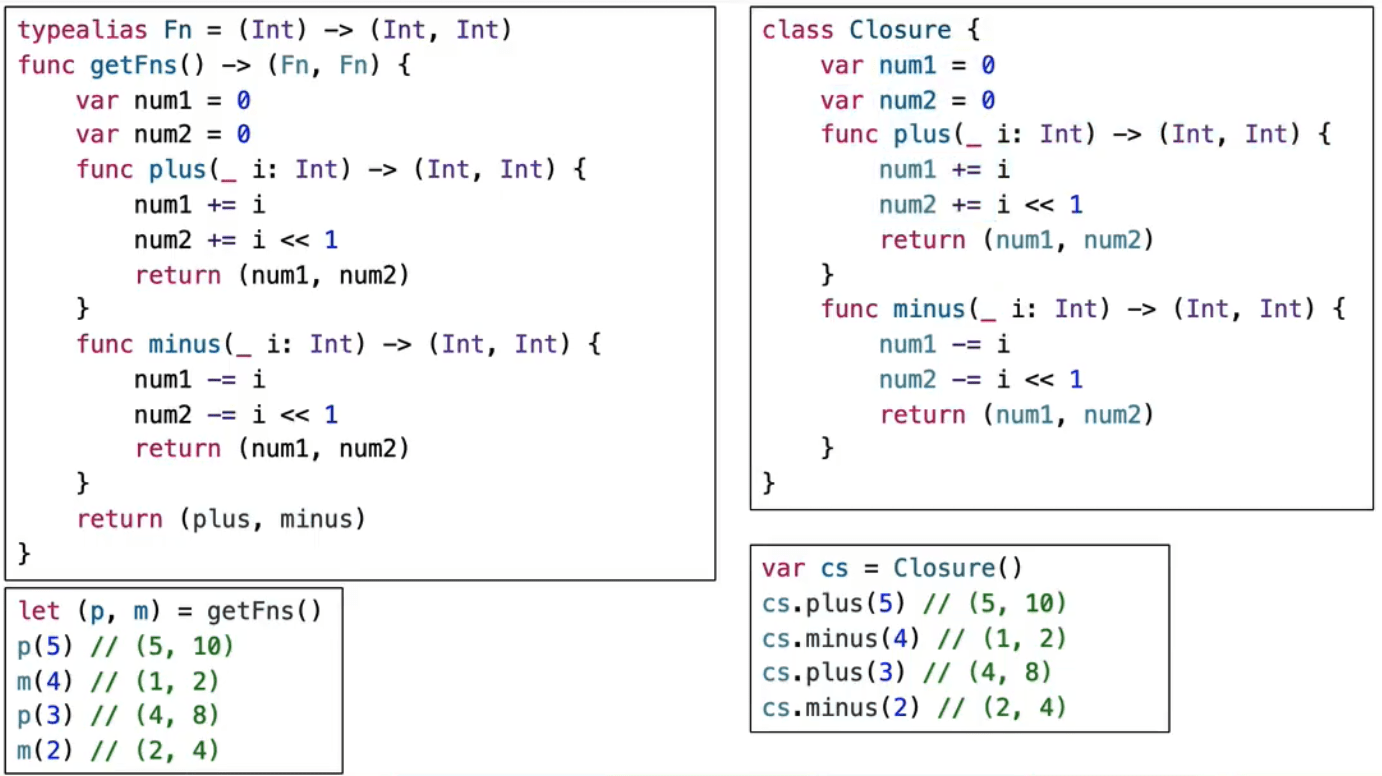 typealias Fn = (Int) -> (Int, Int)
func getFns() -> (Fn, Fn) {
    var num1 = 0
    var num2 = 0
    func plus(_ i: Int) -> (Int, Int) {
        num1 += i
        num2 += i << 1
        return (num1, num2)
    }
    func minus(_ i: Int) -> (Int, Int) {
        num1 -= i
        num2 -= i << 1
        return (num1, num2)
    }
    return (plus, minus)
}
let (p, m) = getFns()
p(5) // (5, 10)
m(4) // (1, 2)
p(3) // (4, 8)
m(2) // (2, 4)
class Closure {
    var num1 = 0
    var num2 = 0
    func plus(_ i: Int) -> (Int, Int) {
        num1 += i
        num2 += i << 1
        return (num1, num2)
    }
    func minus(_ i: Int) -> (Int, Int) {
        num1 -= i
        num2 -= i << 1
        return (num1, num2)
    }
}
var cs = Closure()
cs.plus(5) // (5, 10)
cs.minus(4) // (1, 2)
cs.plus(3) // (4, 8)
cs.minus(2) // (2, 4)